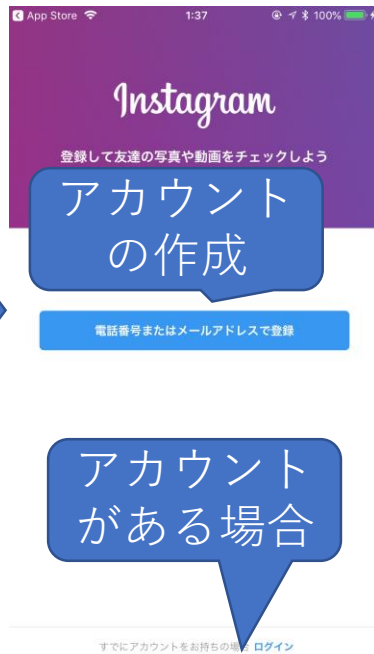 App Store 1:37 100%
Instagram
登録して友達の写真や動画をチェックしよう
アカウント
の作成
電話番号またはメールアドレスで登録
アカウント
がある場合
すでにアカウントをお持ちの場合 ログイン